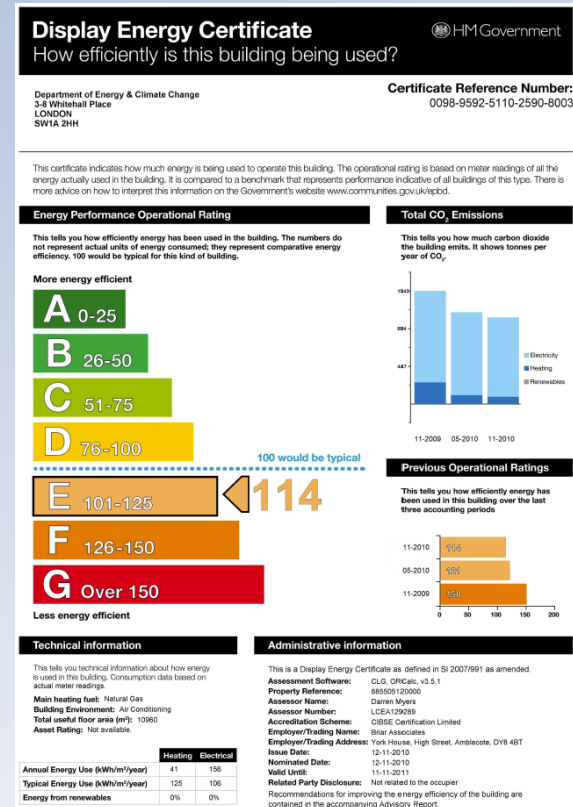 Display Energy Certificate
How efficiently is this building being used?
HM Government
Department of Energy & Climate Change
3-8 Whitehall Place
LONDON
SW1A 2HH
Certificate Reference Number:
0098-9592-5110-2590-8003
This certificate indicates how much energy is being used to operate this building. The operational rating is based on meter readings of all the
energy actually used in the building. It is compared to a benchmark that represents performance indicative of all buildings of this type. There is
more advice on how to interpret this information on the Government's website www.communities.gov.uk/epbd.
Energy Performance Operational Rating
This tells you how efficiently energy has been used in the building. The numbers do
not represent actual units of energy consumed; they represent comparative energy
efficiency. 100 would be typical for this kind of building.
More energy efficient
A 0-25
B 26-50
C 51-75
D 76-100
100 would be typical
E 101-125
114
F 126-150
G Over 150
Less energy efficient
Total CO2 Emissions
This tells you how much carbon dioxide
the building emits. It shows tonnes per
year of CO2.
Electricity
Heating
Renewables
11-2009 05-2010 11-2010
Previous Operational Ratings
This tells you how efficiently energy has
been used in this building over the last
three accounting periods
11-2010 114
05-2010
11-2009 150
0 50 100 150 200
Technical information
This tells you technical information about how energy
is used in this building. Consumption data based on
actual meter readings.
Main heating fuel: Natural Gas
Building Environment: Air Conditioning
Total useful floor area (m²): 10960
Asset Rating: Not available.
Heating Electrical
Annual Energy Use (kWh/m²/year) 41 156
Typical Energy Use (kWh/m²/year) 125 106
Energy from renewables 0% 0%
Administrative information
This is a Display Energy Certificate as defined in SI 2007/991 as amended.
Assessment Software: CLG, ORCalc, v3.5.1
Property Reference: 885505120000
Assessor Name: Darren Myers
Assessor Number: LCEA129289
Accreditation Scheme: CIBSE Certification Limited
Employer/Trading Name: Briar Associates
Employer/Trading Address: York House, High Street, Amblecote, DY8 4BT
Issue Date: 12-11-2010
Nominated Date: 12-11-2010
Valid Until: 11-11-2011
Related Party Disclosure: Not related to the occupier
Recommendations for improving the energy efficiency of the building are
contained in the accompanying Advisory Report.